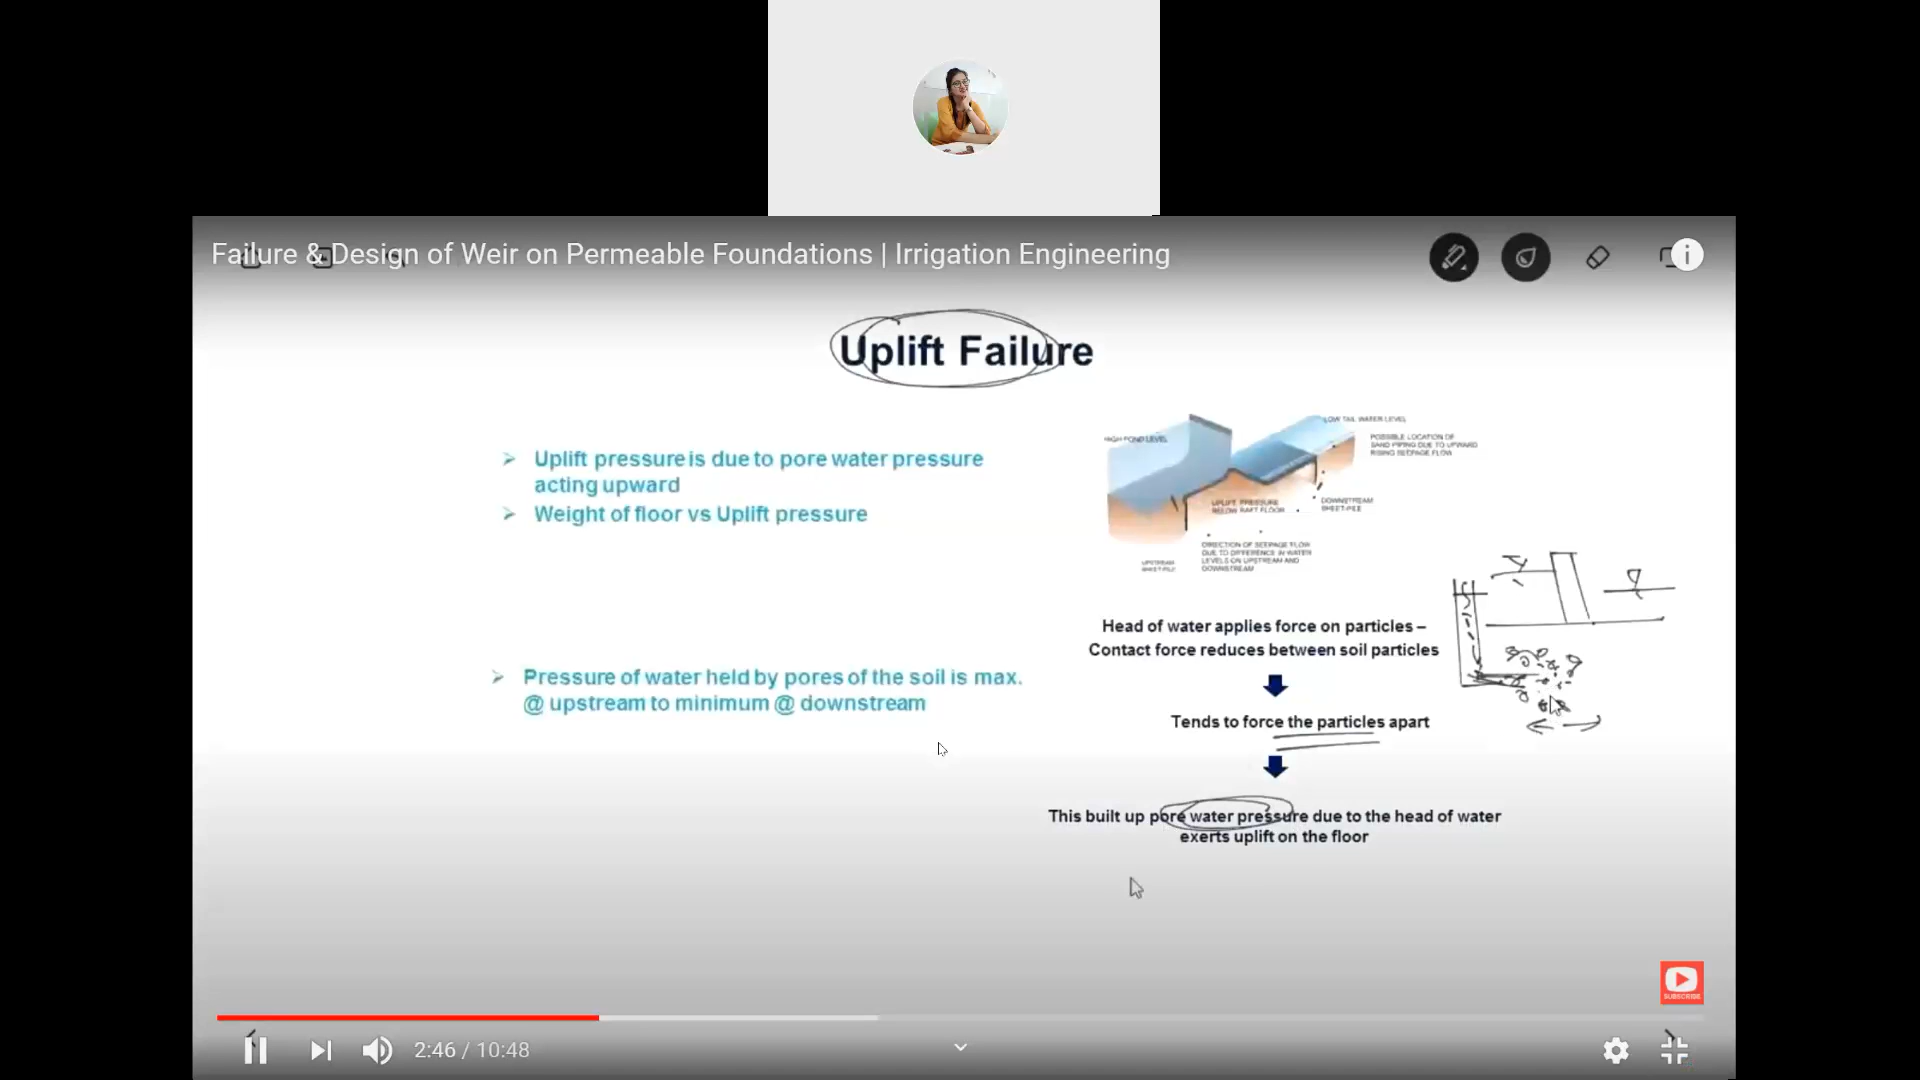 Failure & Design of Weir on Permeable Foundations | Irrigation Engineering
Uplift Failure
Uplift pressure is due to pore water pressure
acting upward
Weight of floor vs Uplift pressure
Pressure of water held by pores of the soil is max.
@ upstream to minimum @ downstream
HIGH POND LEVEL
LOW TAIL WATER LEVEL
POSSIBLE LOCATION OF
SAND PIPING DUE TO UPWARD
RISING SEEPAGE FLOW
UPLIFT PRESSURE
BELOW RAFT FLOOR
DOWNSTREAM
SHEET-PILE
DIRECTION OF SEEPAGE FLOW
DUE TO DIFFERENCE IN WATER
LEVELS ON UPSTREAM AND
DOWNSTREAM
UPSTREAM
SHEET-PILE
Head of water applies force on particles –
Contact force reduces between soil particles
Tends to force the particles apart
This built up pore water pressure due to the head of water
exerts uplift on the floor
SUBSCRIBE
2:46 / 10:48